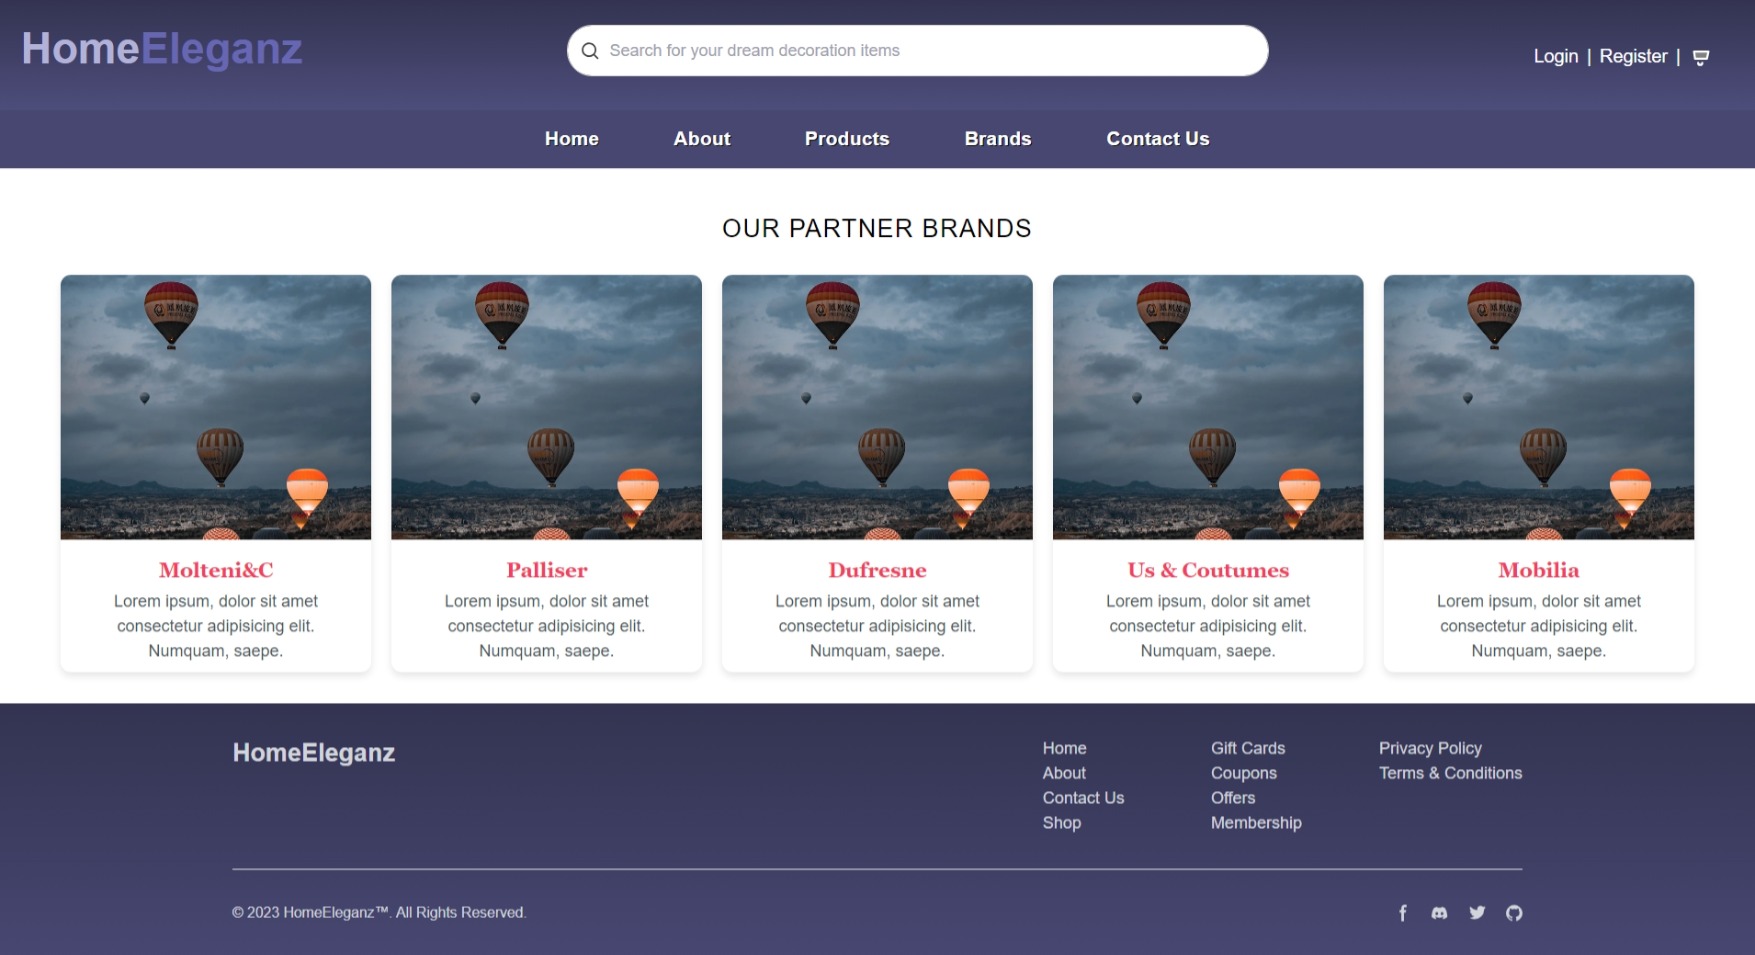 HomeEleganz
Search for your dream decoration items
Login | Register |
Home About Products Brands Contact Us
OUR PARTNER BRANDS
Molteni&C
Lorem ipsum, dolor sit amet
consectetur adipisicing elit.
Numquam, saepe.
Palliser
Lorem ipsum, dolor sit amet
consectetur adipisicing elit.
Numquam, saepe.
Dufresne
Lorem ipsum, dolor sit amet
consectetur adipisicing elit.
Numquam, saepe.
Us & Coutumes
Lorem ipsum, dolor sit amet
consectetur adipisicing elit.
Numquam, saepe.
Mobilia
Lorem ipsum, dolor sit amet
consectetur adipisicing elit.
Numquam, saepe.
HomeEleganz
Home
About
Contact Us
Shop
Gift Cards
Coupons
Offers
Membership
Privacy Policy
Terms & Conditions
© 2023 HomeEleganz™. All Rights Reserved.